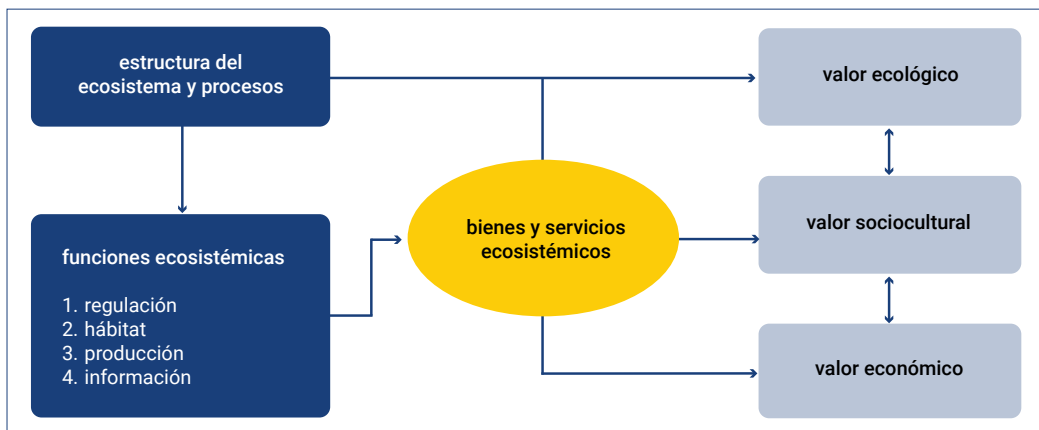 estructura del
ecosistema y procesos
valor ecológico
funciones ecosistémicas
1. regulación
2. hábitat
3. producción
4. información
bienes y servicios
ecosistémicos
valor sociocultural
valor económico